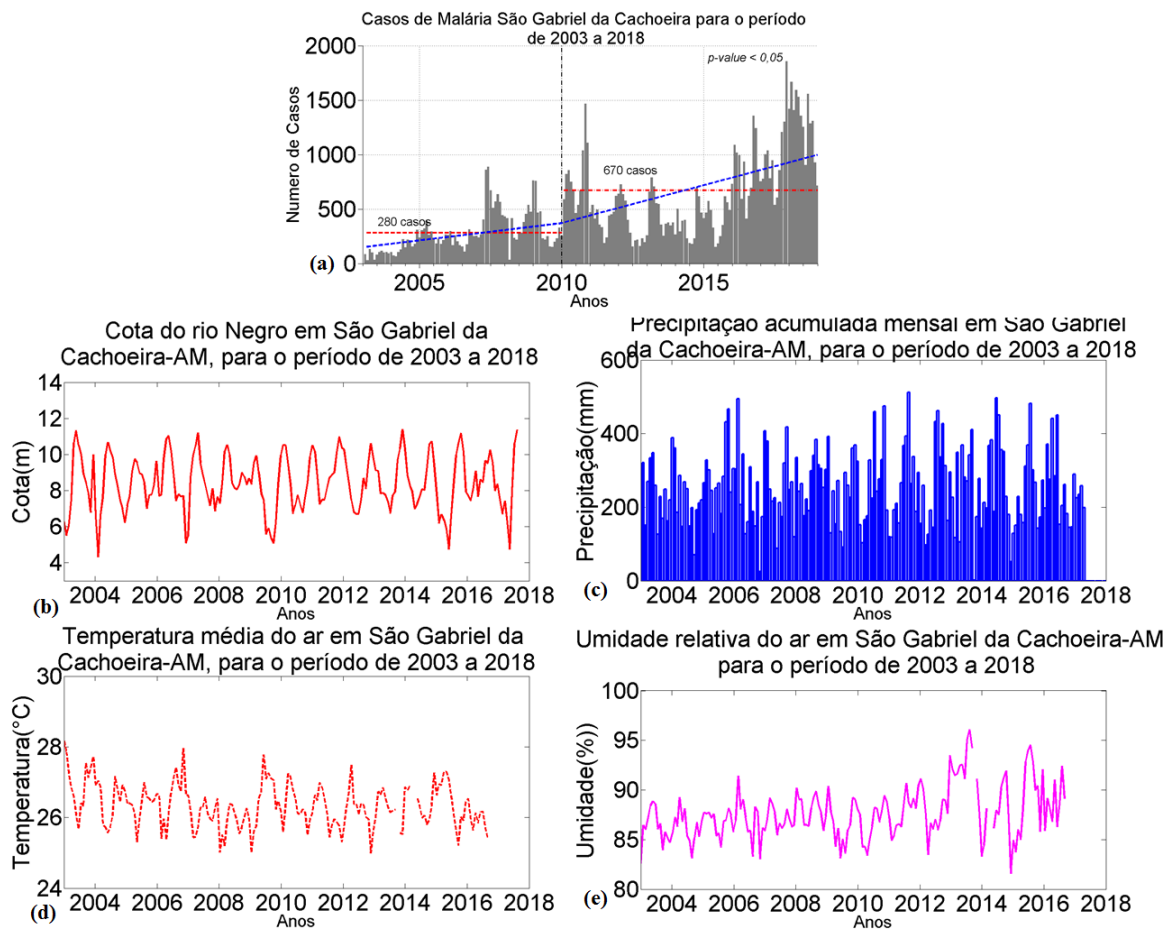 Casos de Malária São Gabriel da Cachoeira para o período
de 2003 a 2018
2000
1500
1000
500
0
Numero de Casos
p-value < 0,05
670 casos
280 casos
2005
2010
2015
Anos
(a)
Cota do rio Negro em São Gabriel da
Cachoeira-AM, para o período de 2003 a 2018
14
12
10
8
6
4
Cota(m)
2004 2006 2008 2010 2012 2014 2016 2018
Anos
(b)
Precipitação acumulada mensal em São Gabriel
da Cachoeira-AM, para o período de 2003 a 2018
600
400
200
0
Precipitação(mm)
2004 2006 2008 2010 2012 2014 2016 2018
Anos
(c)
Temperatura média do ar em São Gabriel da
Cachoeira-AM, para o período de 2003 a 2018
30
28
26
24
Temperatura(°C)
2004 2006 2008 2010 2012 2014 2016 2018
Anos
(d)
Umidade relativa do ar em São Gabriel da Cachoeira-AM
para o período de 2003 a 2018
100
95
90
85
80
Umidade(%))
2004 2006 2008 2010 2012 2014 2016 2018
Anos
(e)